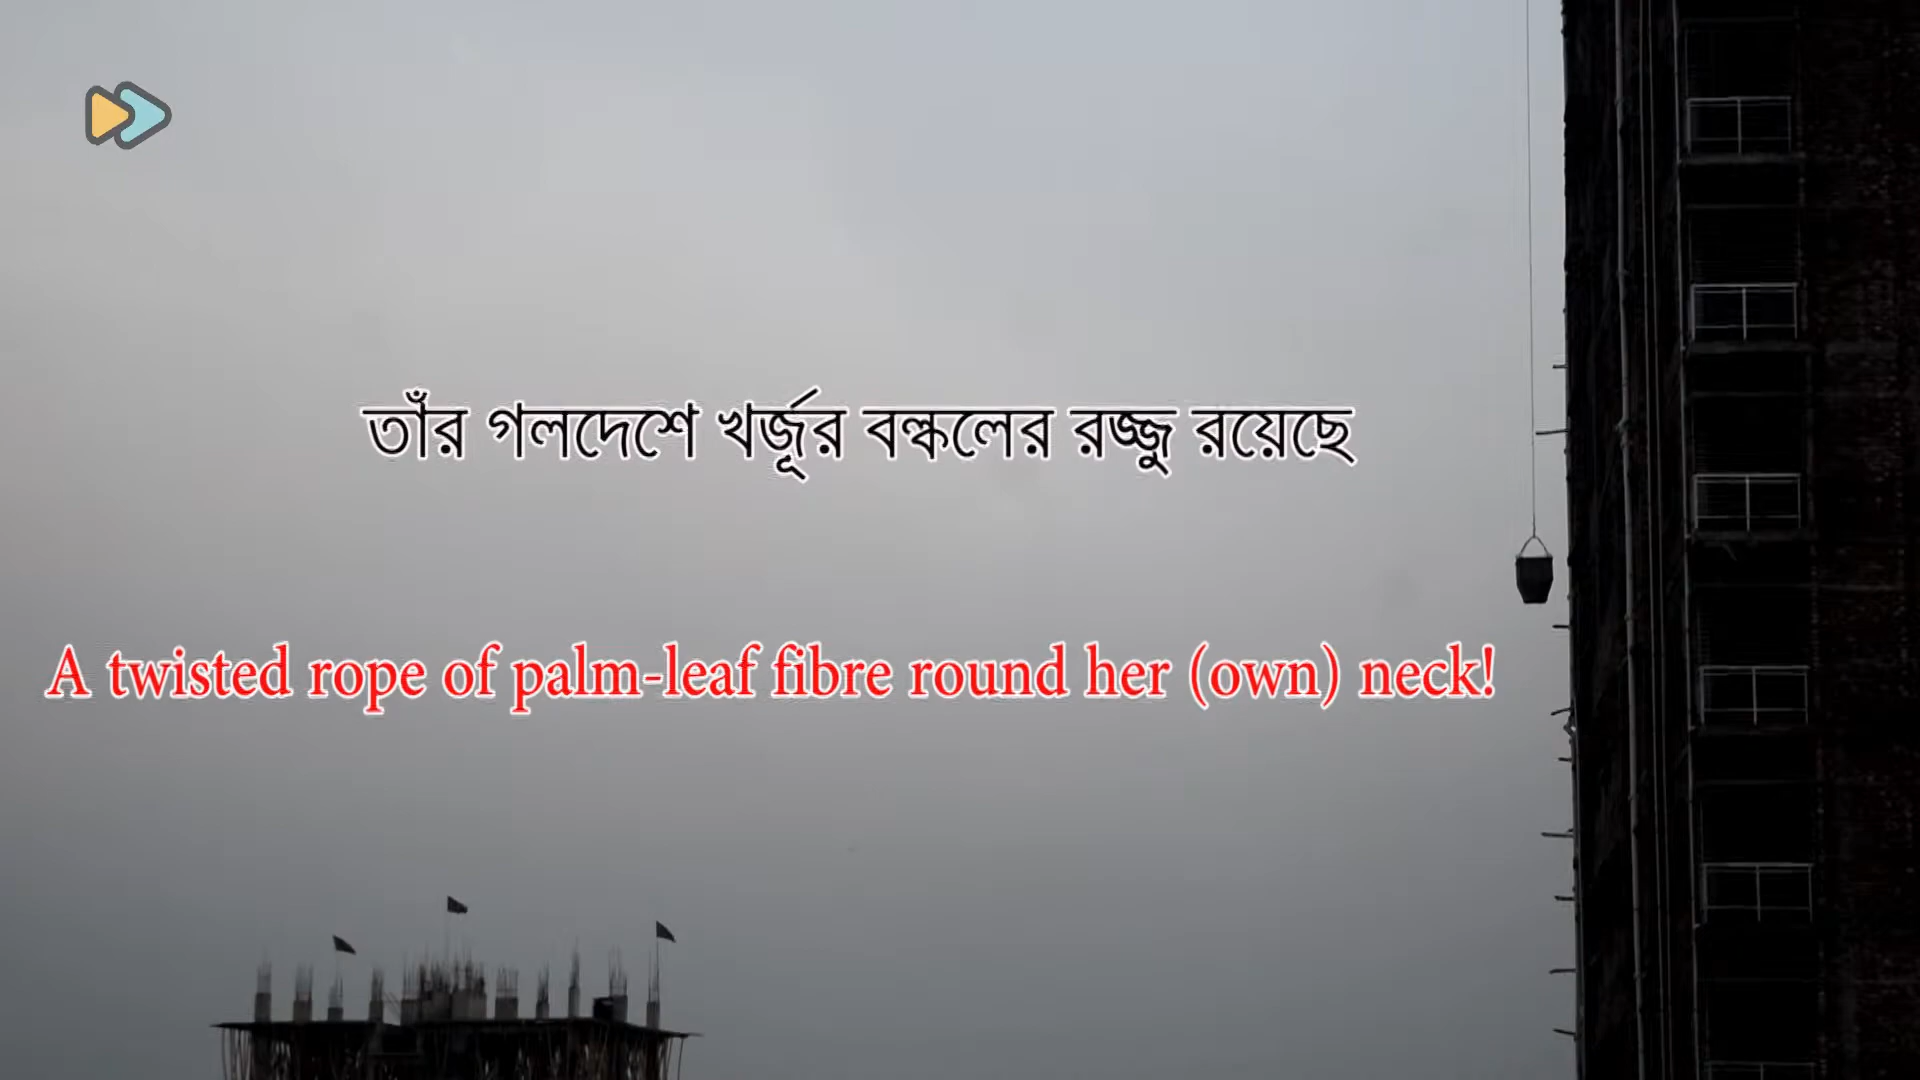 তাঁর গলদেশে খর্জূর বল্কলের রজ্জু রয়েছে
A twisted rope of palm-leaf fibre round her (own) neck!